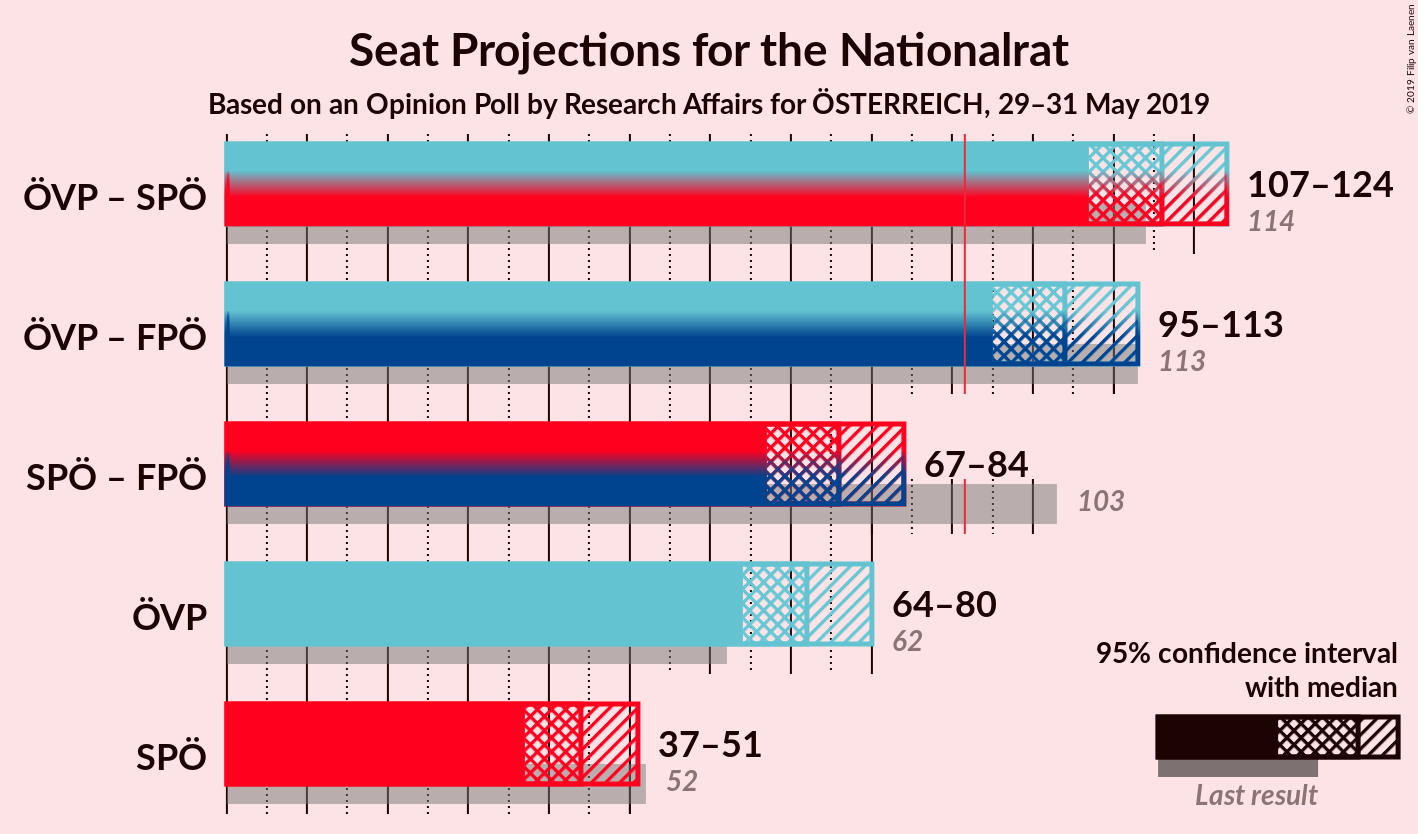 Seat Projections for the Nationalrat
Based on an Opinion Poll by Research Affairs for ÖSTERREICH, 29–31 May 2019
© 2019 Filip van Laenen
ÖVP – SPÖ
107–124
114
ÖVP – FPÖ
95–113
113
SPÖ – FPÖ
67–84
103
ÖVP
64–80
62
SPÖ
37–51
52
95% confidence interval
with median
Last result